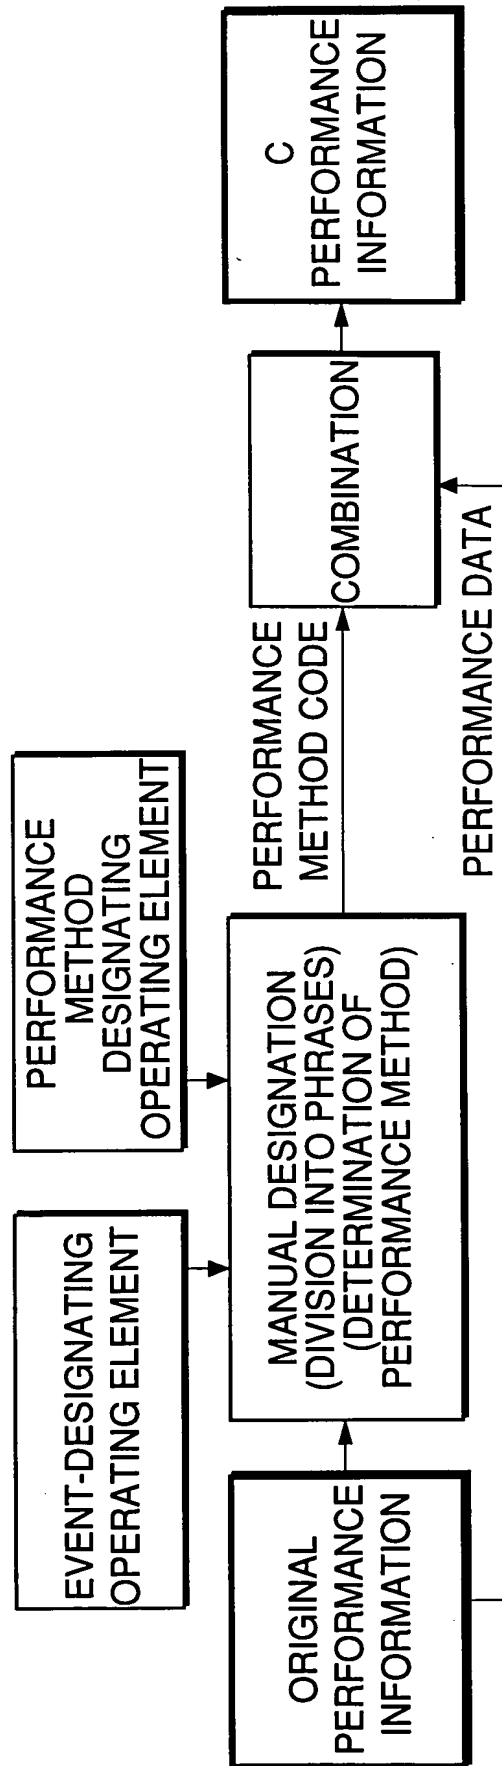 EVENT-DESIGNATING
OPERATING ELEMENT
PERFORMANCE
METHOD
DESIGNATING
OPERATING ELEMENT
ORIGINAL
PERFORMANCE
INFORMATION
MANUAL DESIGNATION
(DIVISION INTO PHRASES)
(DETERMINATION OF
PERFORMANCE METHOD)
PERFORMANCE
METHOD CODE
COMBINATION
C
PERFORMANCE
INFORMATION
PERFORMANCE DATA